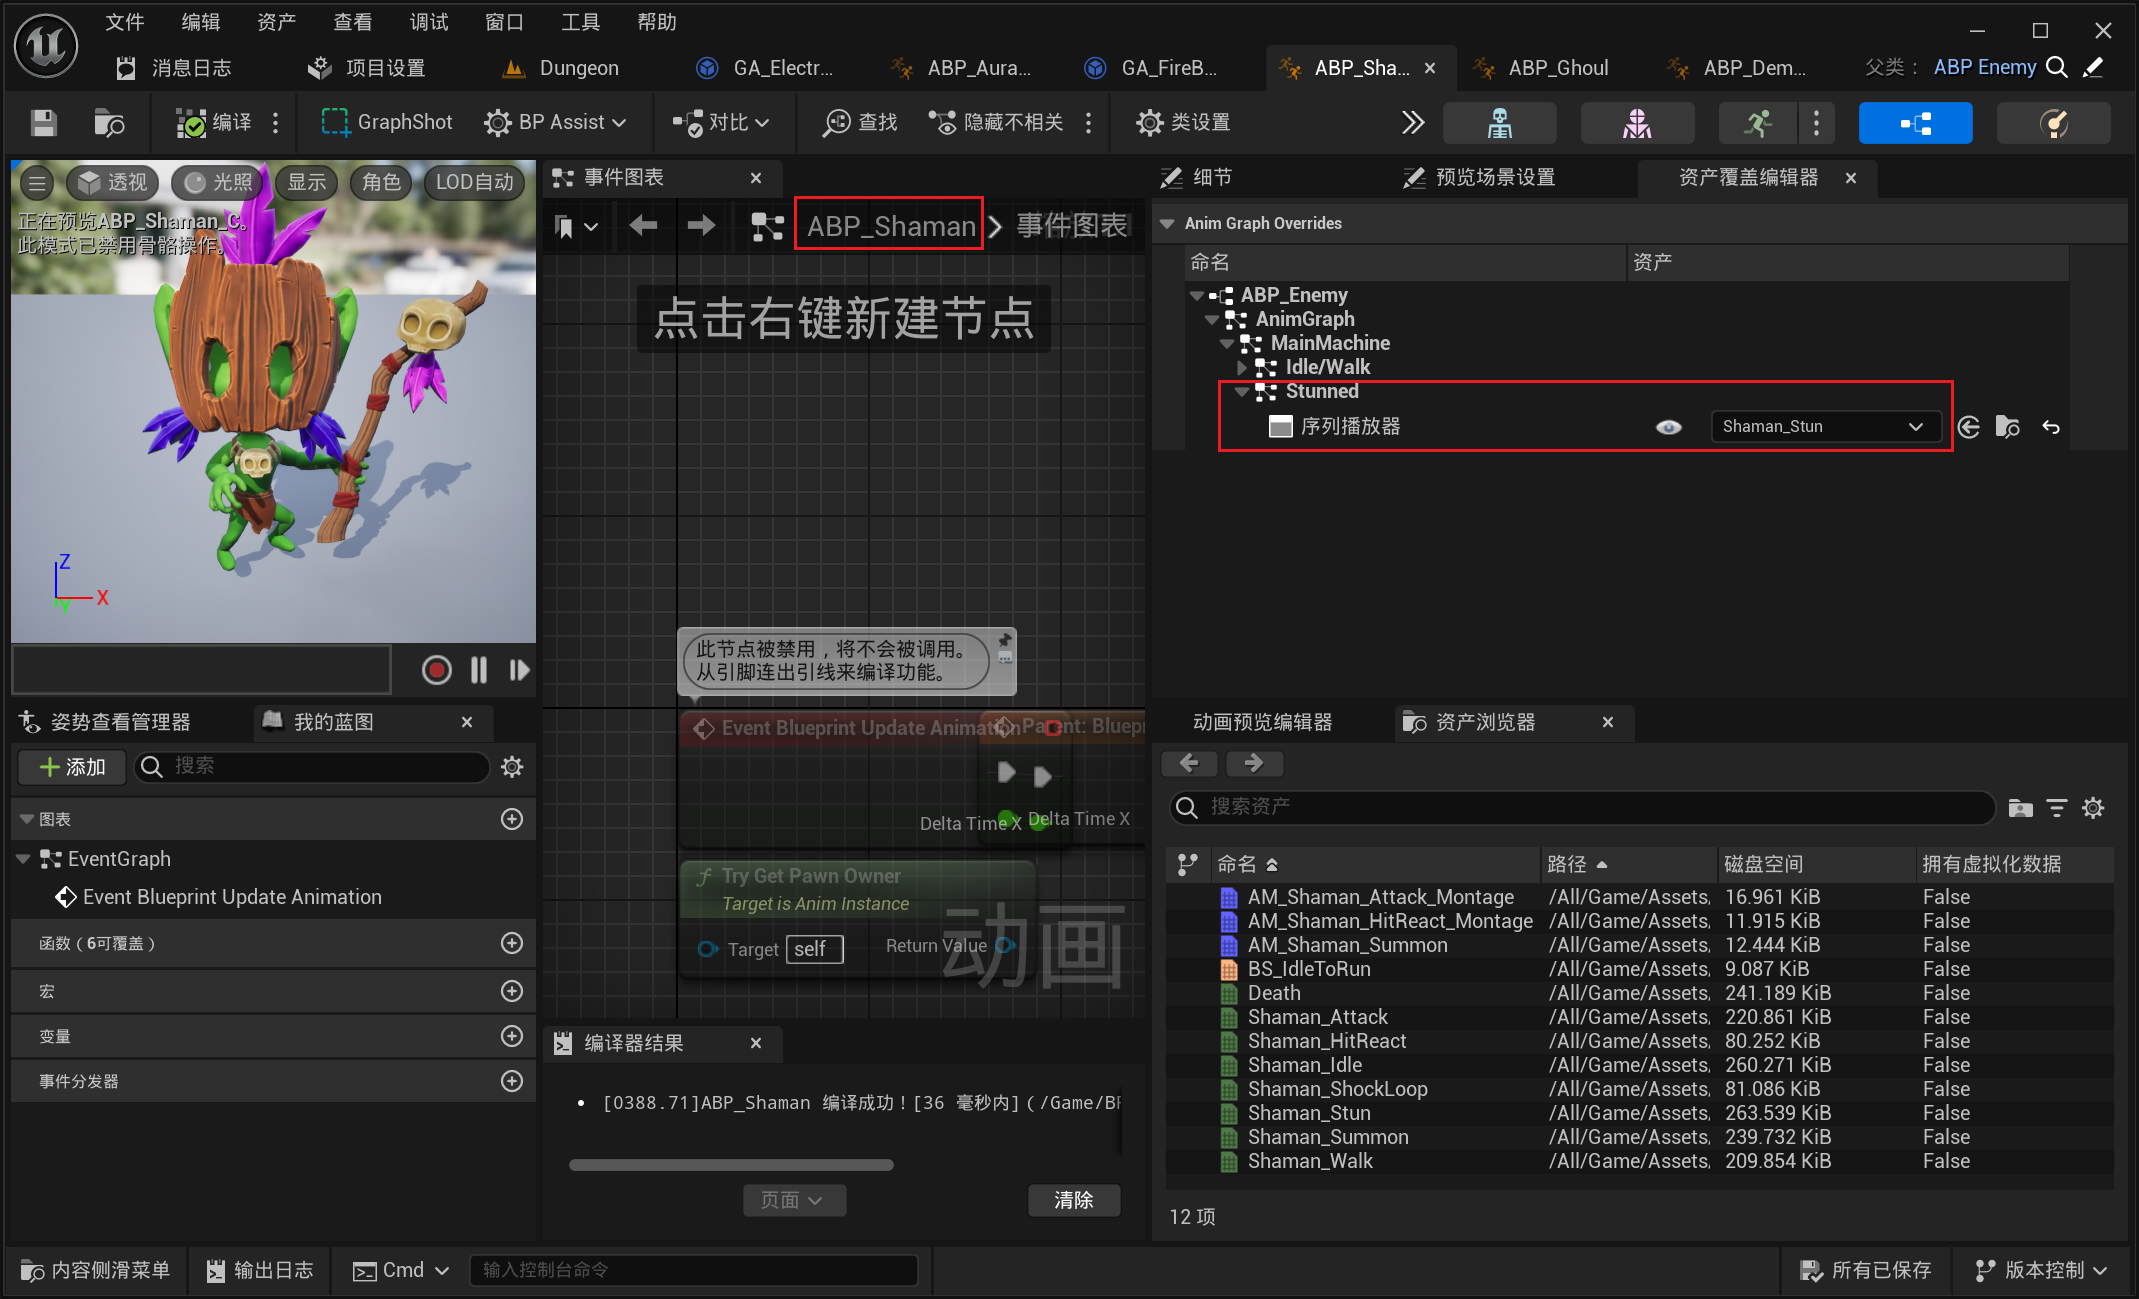 文件 编辑 资产 查看 调试 窗口 工具 帮助
消息日志 项目设置 Dungeon GA_Electr... ABP_Aura... GA_FireB... ABP_Sha... ABP_Ghoul ABP_Dem... 父类： ABP Enemy
编译 GraphShot BP Assist 对比 查找 隐藏不相关 类设置
透视 光照 显示 角色 LOD自动
正在预览ABP_Shaman_C。
此模式已禁用骨骼操作。
Z
X
Y
事件图表
ABP_Shaman 事件图表
点击右键新建节点
此节点被禁用，将不会被调用。
从引脚连出引线来编译功能。
Event Blueprint Update Animation Parent: Bluep
Delta Time X Delta Time X
Try Get Pawn Owner
Target is Anim Instance
Target self Return Value
动画
编译器结果
[0388.71]ABP_Shaman 编译成功！[36 毫秒内]（/Game/BF
页面 清除
姿势查看管理器 我的蓝图
添加 搜索
图表
EventGraph
Event Blueprint Update Animation
函数（6可覆盖）
宏
变量
事件分发器
细节 预览场景设置 资产覆盖编辑器
Anim Graph Overrides
命名 资产
ABP_Enemy
AnimGraph
MainMachine
Idle/Walk
Stunned
序列播放器 Shaman_Stun
动画预览编辑器 资产浏览器
搜索资产
命名 路径 磁盘空间 拥有虚拟化数据
AM_Shaman_Attack_Montage /All/Game/Assets, 16.961 KiB False
AM_Shaman_HitReact_Montage /All/Game/Assets, 11.915 KiB False
AM_Shaman_Summon /All/Game/Assets, 12.444 KiB False
BS_IdleToRun /All/Game/Assets, 9.087 KiB False
Death /All/Game/Assets, 241.189 KiB False
Shaman_Attack /All/Game/Assets, 220.861 KiB False
Shaman_HitReact /All/Game/Assets, 80.252 KiB False
Shaman_Idle /All/Game/Assets, 260.271 KiB False
Shaman_ShockLoop /All/Game/Assets, 81.086 KiB False
Shaman_Stun /All/Game/Assets, 263.539 KiB False
Shaman_Summon /All/Game/Assets, 239.732 KiB False
Shaman_Walk /All/Game/Assets, 209.854 KiB False
12 项
内容侧滑菜单 输出日志 Cmd 输入控制台命令 所有已保存 版本控制